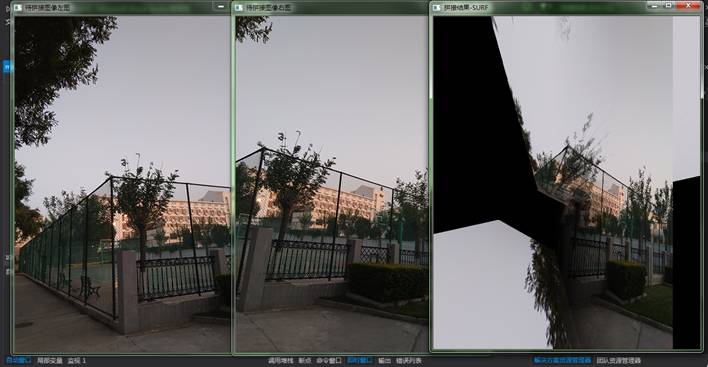 待拼接图像左图
待拼接图像右图
拼接结果-SURF
自动窗口 局部变量 监视 1
调用堆栈 断点 命令窗口 即时窗口 输出 错误列表
解决方案资源管理器 团队资源管理器